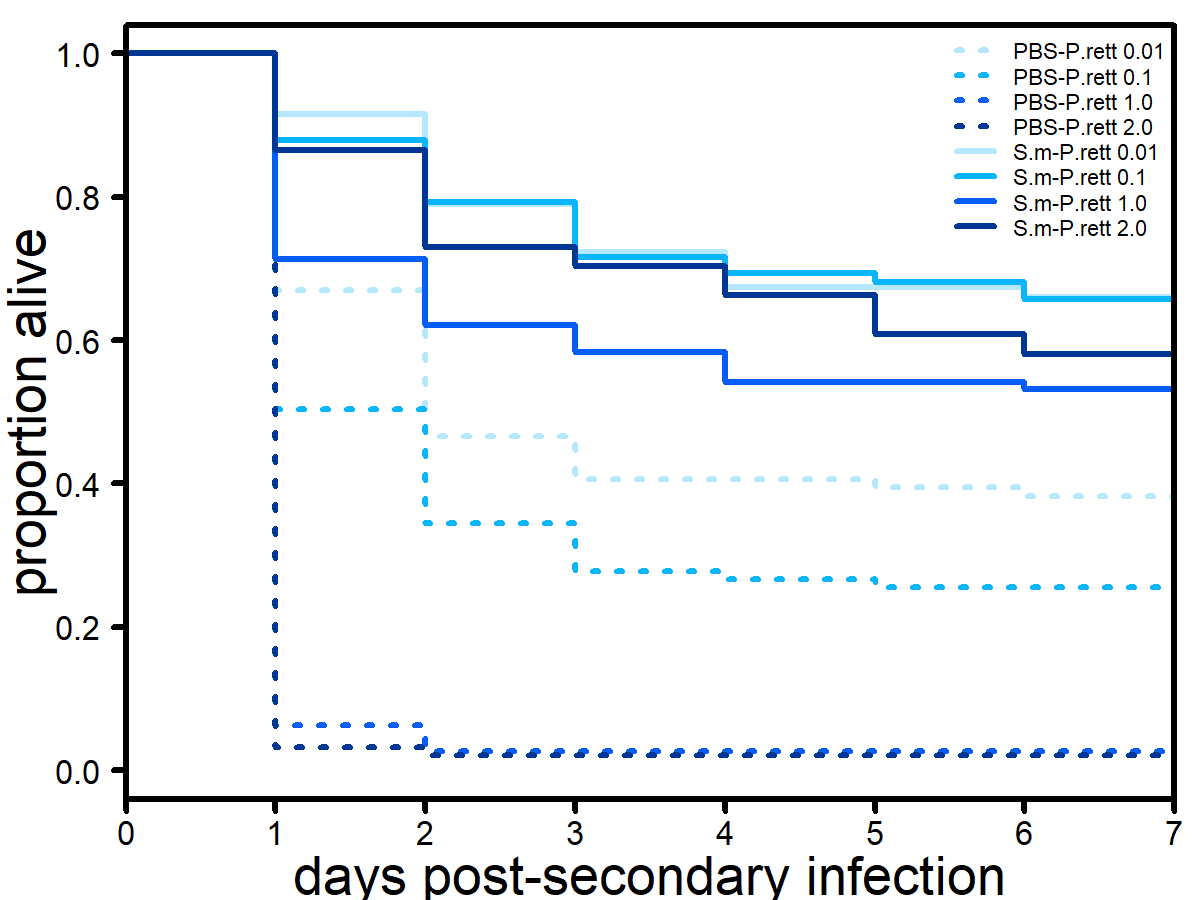 PBS-P.rett 0.01
PBS-P.rett 0.1
PBS-P.rett 1.0
PBS-P.rett 2.0
S.m-P.rett 0.01
S.m-P.rett 0.1
S.m-P.rett 1.0
S.m-P.rett 2.0
proportion alive
1.0
0.8
0.6
0.4
0.2
0.0
0 1 2 3 4 5 6 7
days post-secondary infection